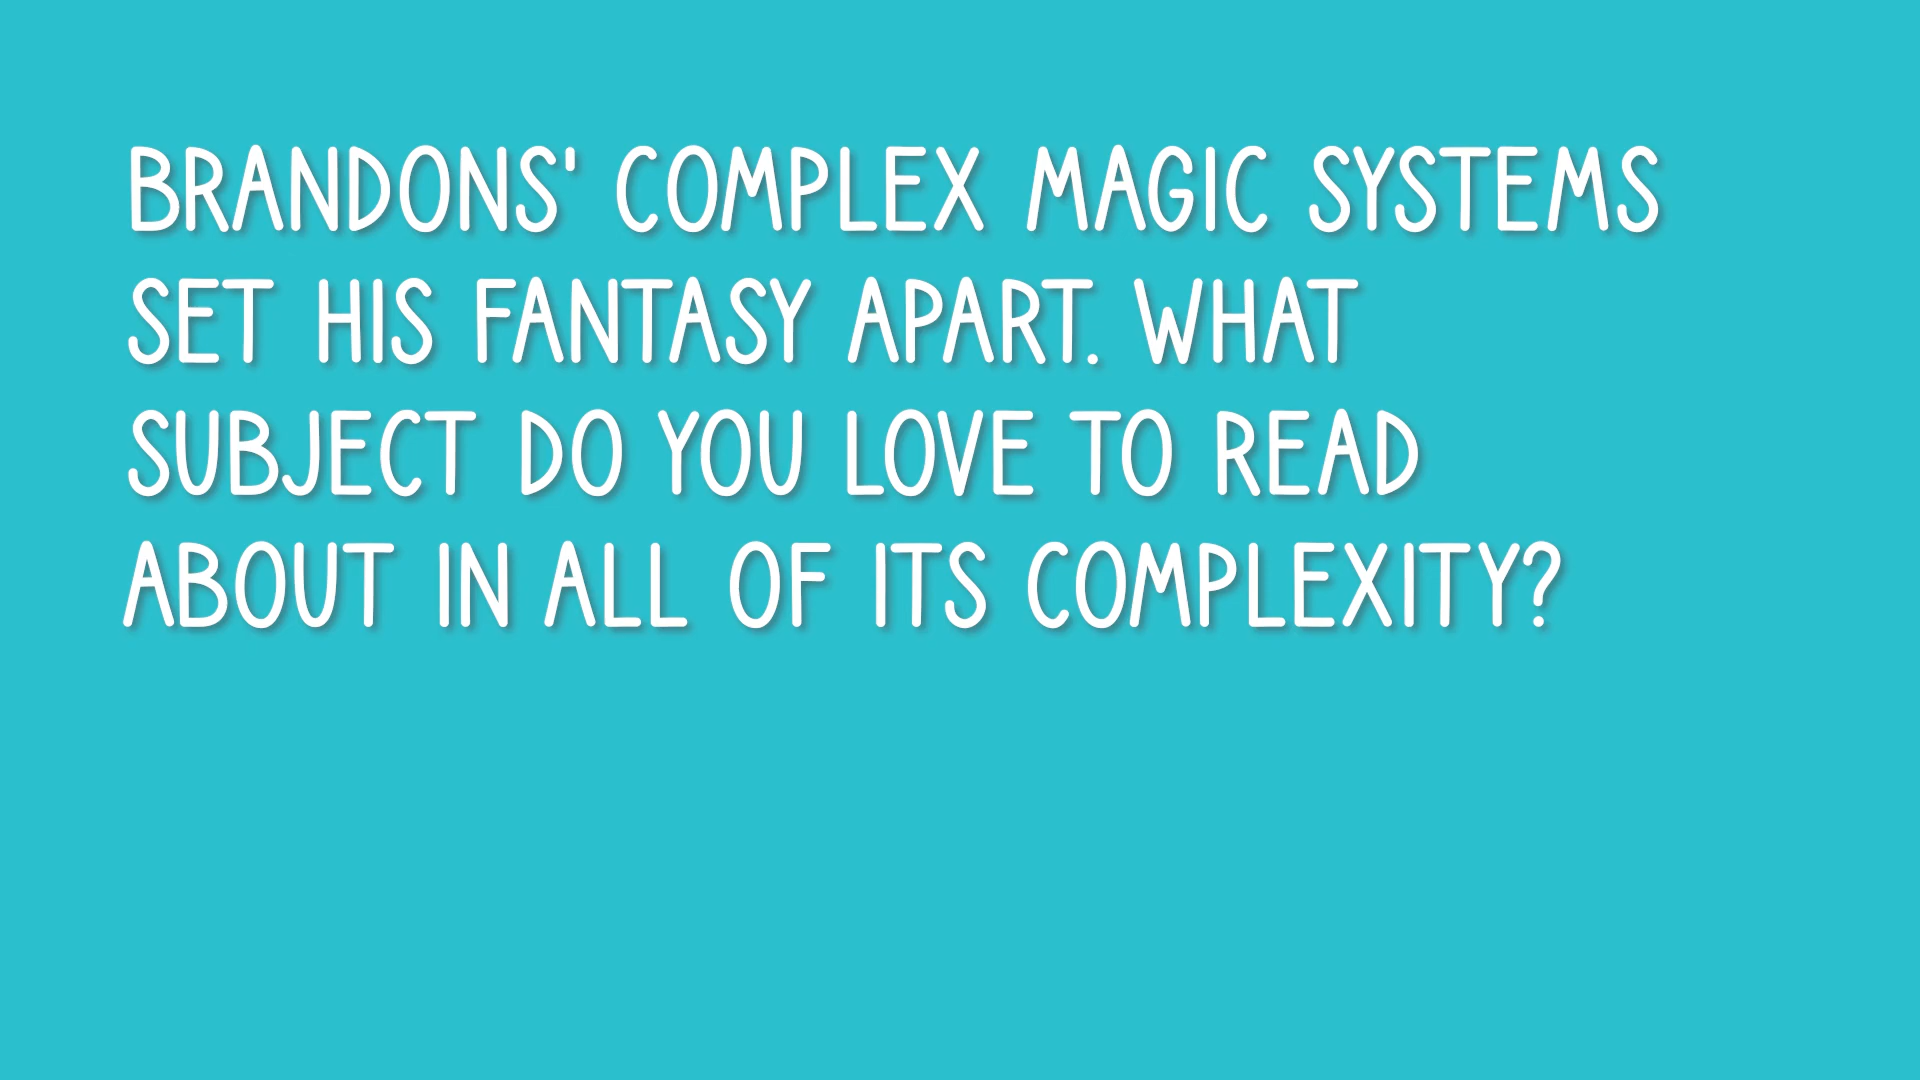 BRANDONS' COMPLEX MAGIC SYSTEMS
SET HIS FANTASY APART. WHAT
SUBJECT DO YOU LOVE TO READ
ABOUT IN ALL OF ITS COMPLEXITY?